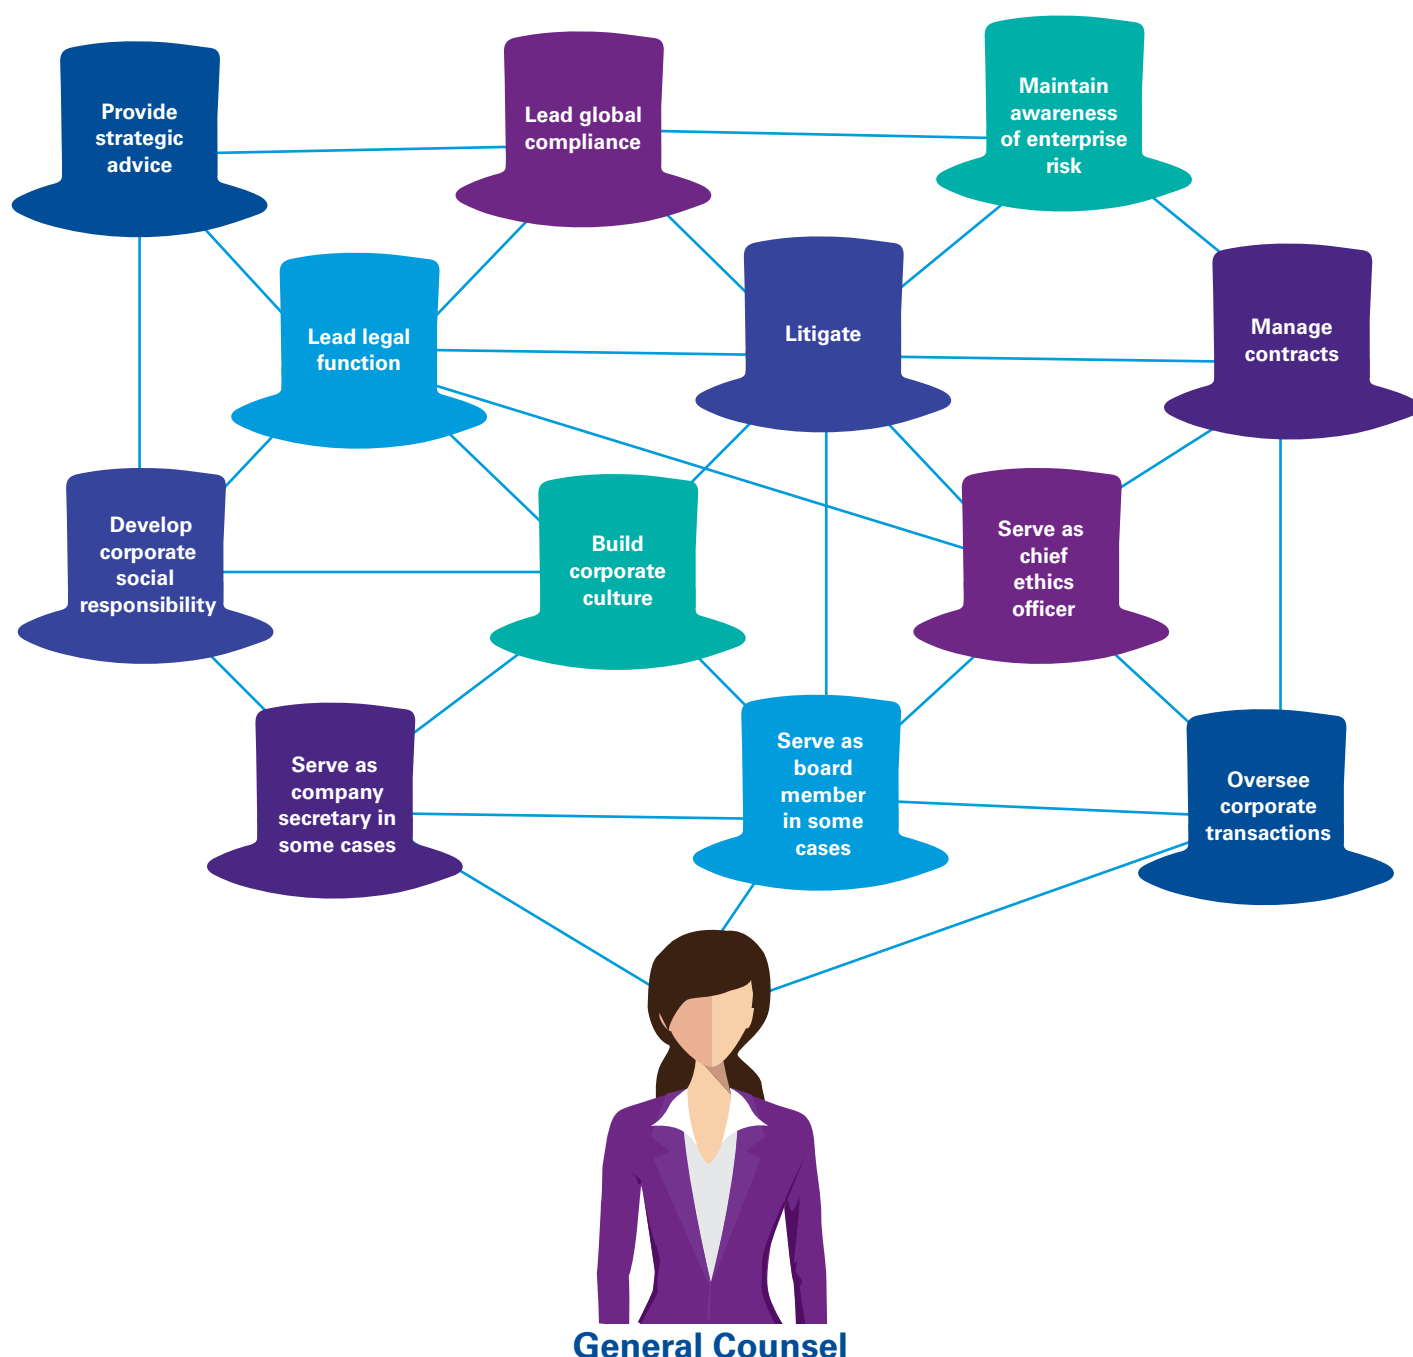 Provide
strategic
advice
Lead global
compliance
Maintain
awareness
of enterprise
risk
Lead legal
function
Litigate
Manage
contracts
Develop
corporate
social
responsibility
Build
corporate
culture
Serve as
chief
ethics
officer
Serve as
company
secretary in
some cases
Serve as
board
member
in some
cases
Oversee
corporate
transactions
General Counsel